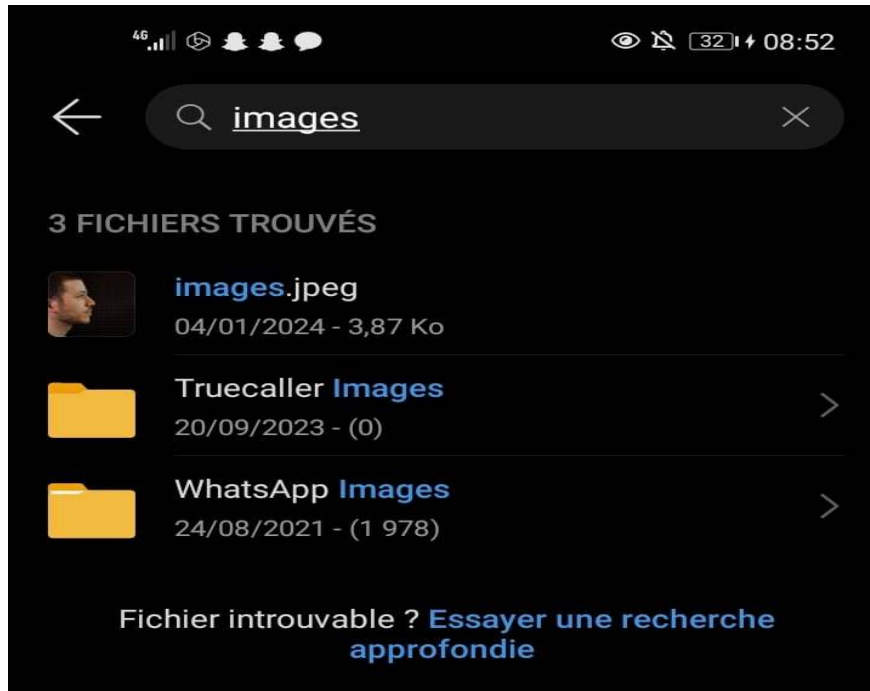 4G 32 08:52
images
3 FICHIERS TROUVÉS
images.jpeg
04/01/2024 - 3,87 Ko
Truecaller Images
20/09/2023 - (0)
WhatsApp Images
24/08/2021 - (1 978)
Fichier introuvable ? Essayer une recherche
approfondie